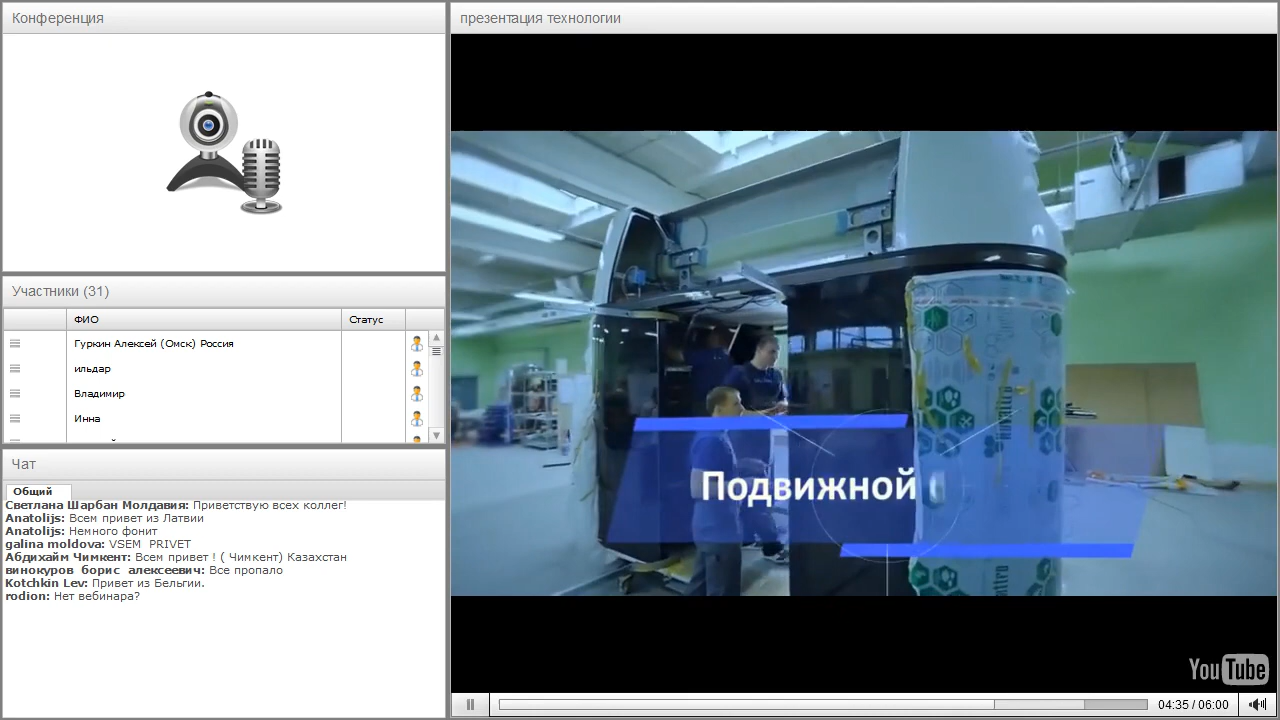 Конференция
презентация технологии
Подвижной
YouTube
04:35 / 06:00
Участники (31)
ФИО Статус
Гуркин Алексей (Омск) Россия
ильдар
Владимир
Инна
Чат
Общий
Светлана Шарбан Молдавия: Приветствую всех коллег!
Anatolijs: Всем привет из Латвии
Anatolijs: Немного фонит
galina moldova: VSEM PRIVET
Абдихайм Чимкент: Всем привет ! ( Чимкент) Казахстан
винокуров борис алексеевич: Все пропало
Kotchkin Lev: Привет из Бельгии.
rodion: Нет вебинара?